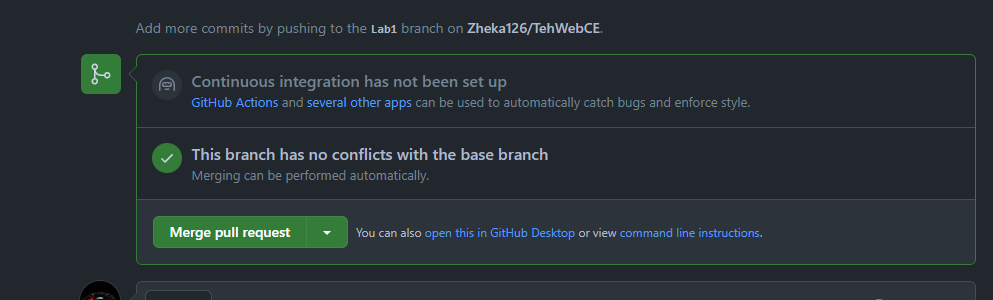 Add more commits by pushing to the Lab1 branch on Zheka126/TehWebCE.
Continuous integration has not been set up
GitHub Actions and several other apps can be used to automatically catch bugs and enforce style.
This branch has no conflicts with the base branch
Merging can be performed automatically.
Merge pull request
You can also open this in GitHub Desktop or view command line instructions.